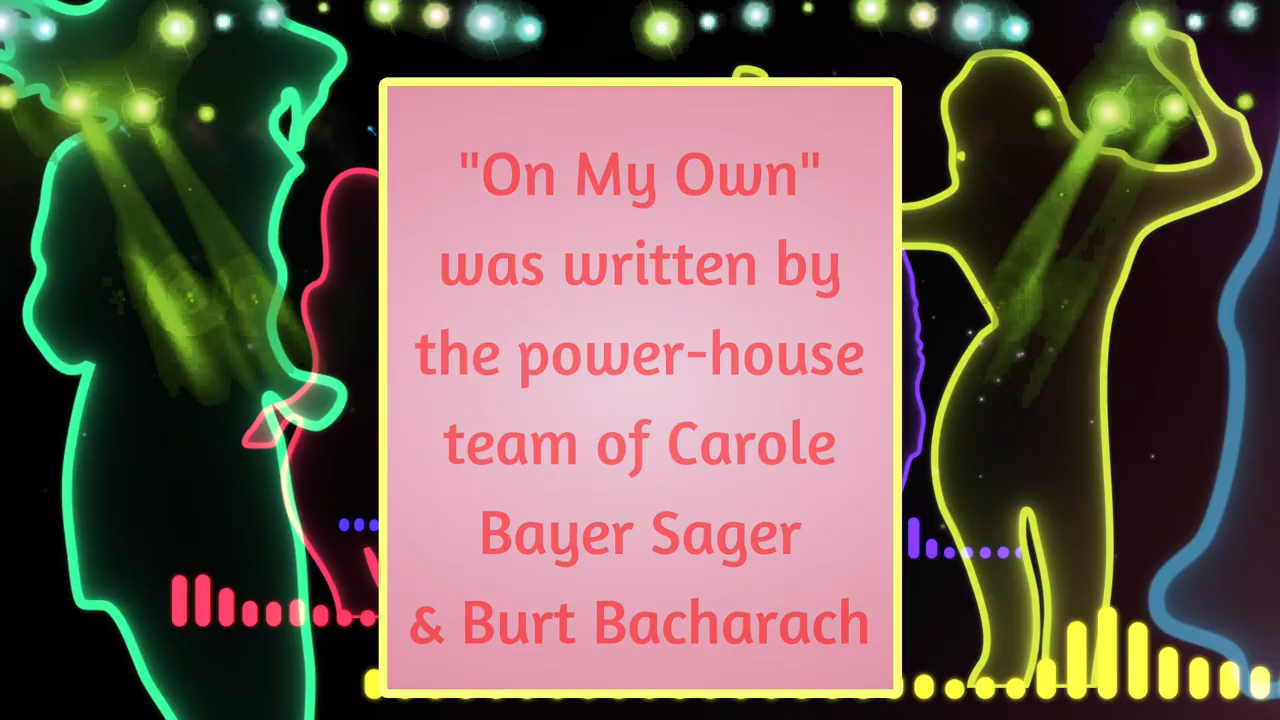 "On My Own"
was written by
the power-house
team of Carole
Bayer Sager
& Burt Bacharach